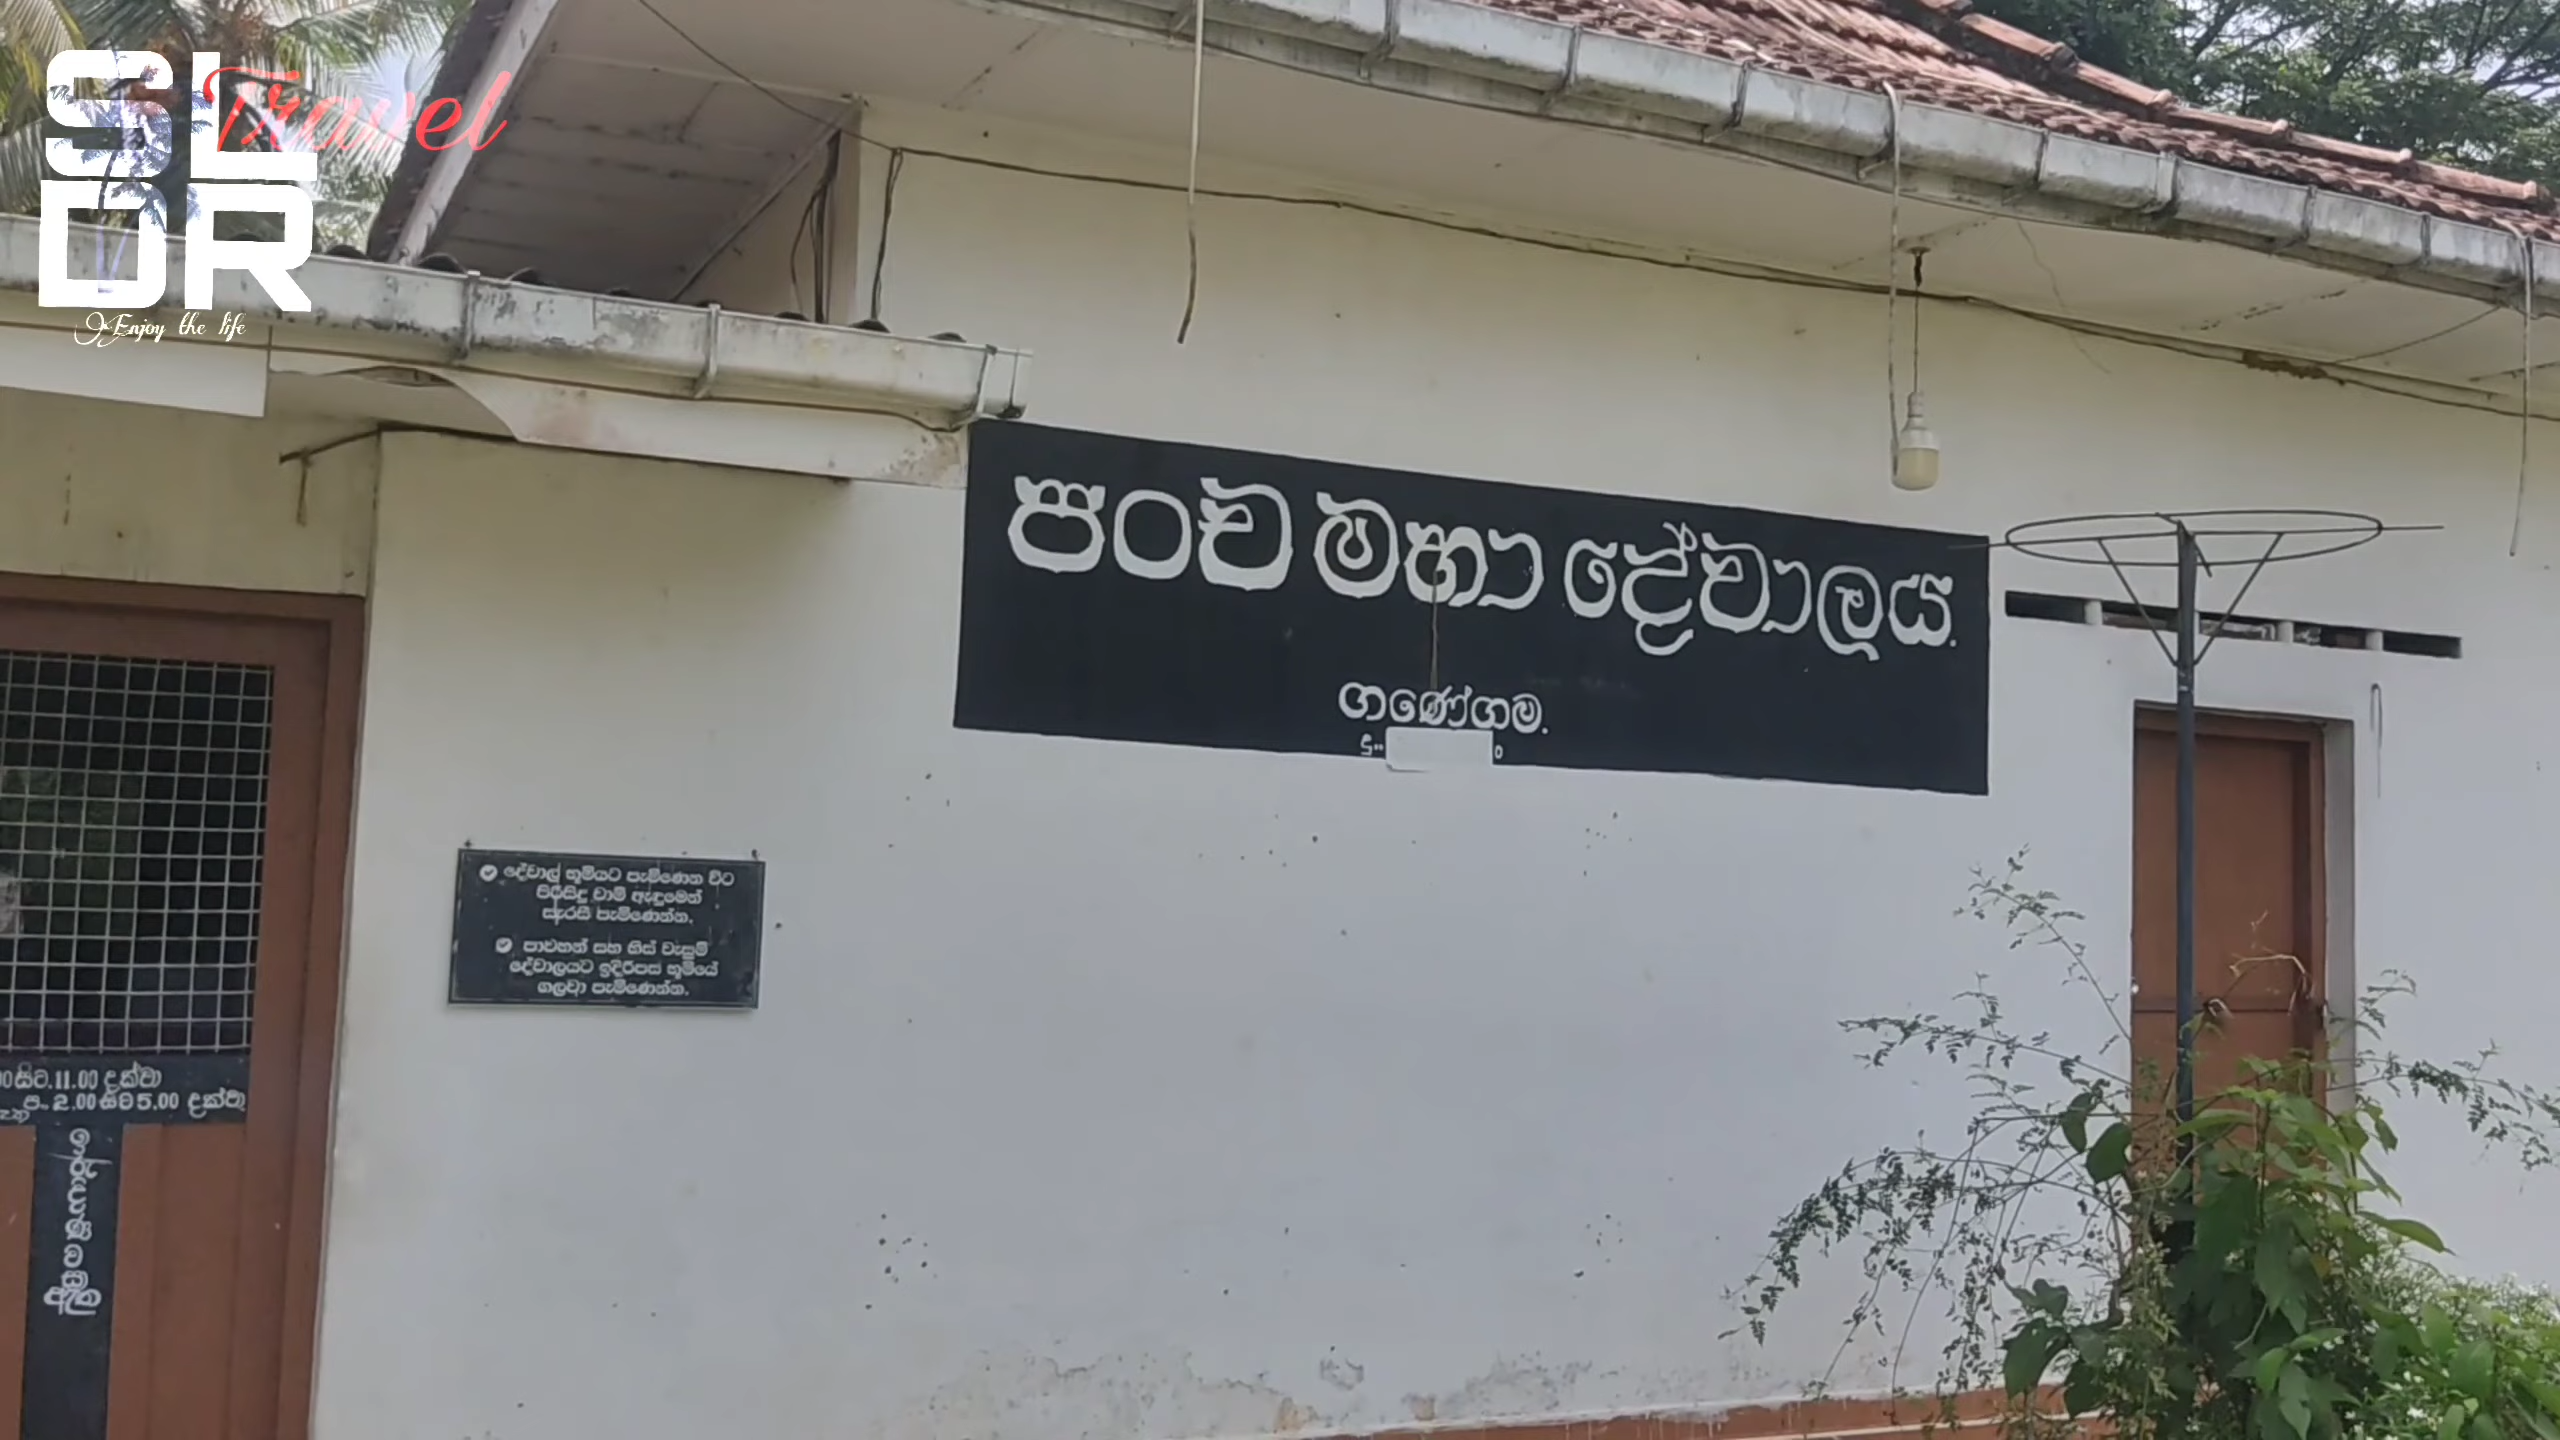 SL Travel
DR
Enjoy the life
පංච මහා දේවාලය.
ගණේගම.
දේවාල් භූමියට පැමිණෙන විට
පිරිසිදු චාම් ඇඳුමෙන්
සැරසී පැමිණෙන්න.
පාවහන් සහ හිස් වැසුම්
දේවාලයට ඉදිරිපස භූමියේ
ගලවා පැමිණෙන්න.
සිට.11.00 දක්වා
ප.. 2.00 සිට 5.00 දක්වා